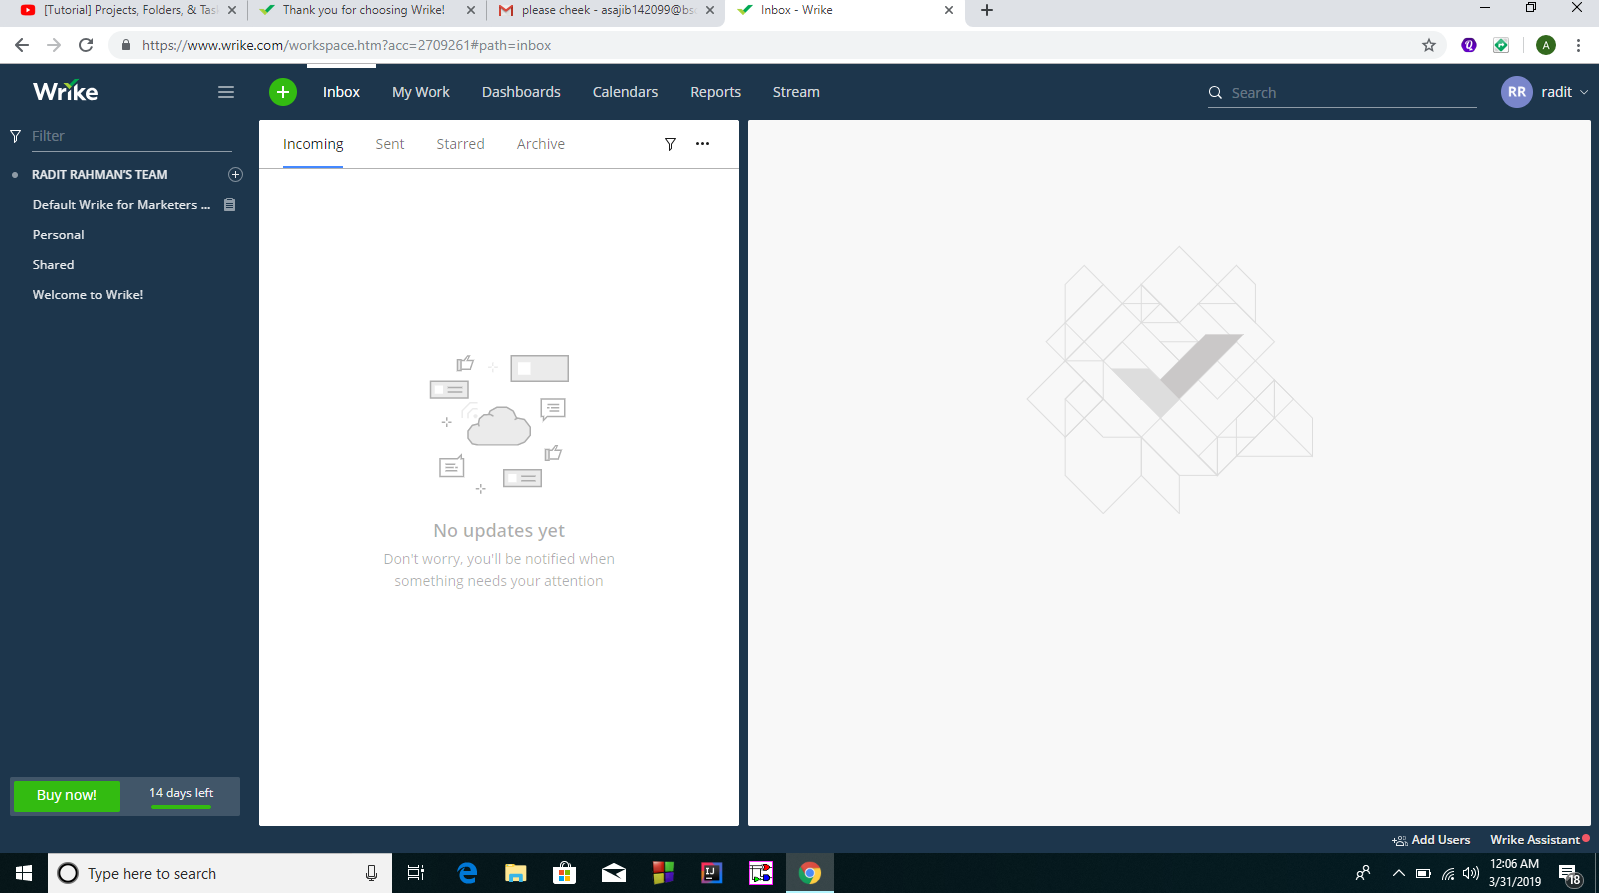 [Tutorial] Projects, Folders, & Tas
Thank you for choosing Wrike!
please cheek - asajib142099@bs
Inbox - Wrike
https://www.wrike.com/workspace.htm?acc=2709261#path=inbox
A
Wrike
Inbox
My Work
Dashboards
Calendars
Reports
Stream
Search
RR
radit
Filter
Incoming
Sent
Starred
Archive
RADIT RAHMAN'S TEAM
Default Wrike for Marketers ...
Personal
Shared
Welcome to Wrike!
No updates yet
Don't worry, you'll be notified when
something needs your attention
Buy now!
14 days left
Add Users
Wrike Assistant
Type here to search
IJ
12:06 AM
3/31/2019
18